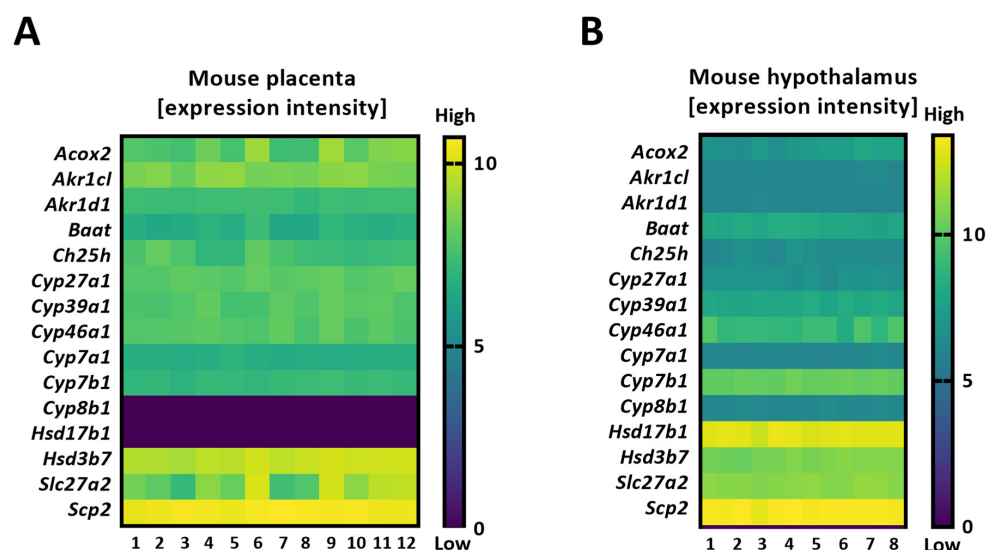 A
Mouse placenta
[expression intensity]
High
Acox2
Akr1cl
Akr1d1
Baat
Ch25h
Cyp27a1
Cyp39a1
Cyp46a1
Cyp7a1
Cyp7b1
Cyp8b1
Hsd17b1
Hsd3b7
Slc27a2
Scp2
10
5
0
Low
1 2 3 4 5 6 7 8 9 10 11 12
B
Mouse hypothalamus
[expression intensity]
High
Acox2
Akr1cl
Akr1d1
Baat
Ch25h
Cyp27a1
Cyp39a1
Cyp46a1
Cyp7a1
Cyp7b1
Cyp8b1
Hsd17b1
Hsd3b7
Slc27a2
Scp2
10
5
0
Low
1 2 3 4 5 6 7 8